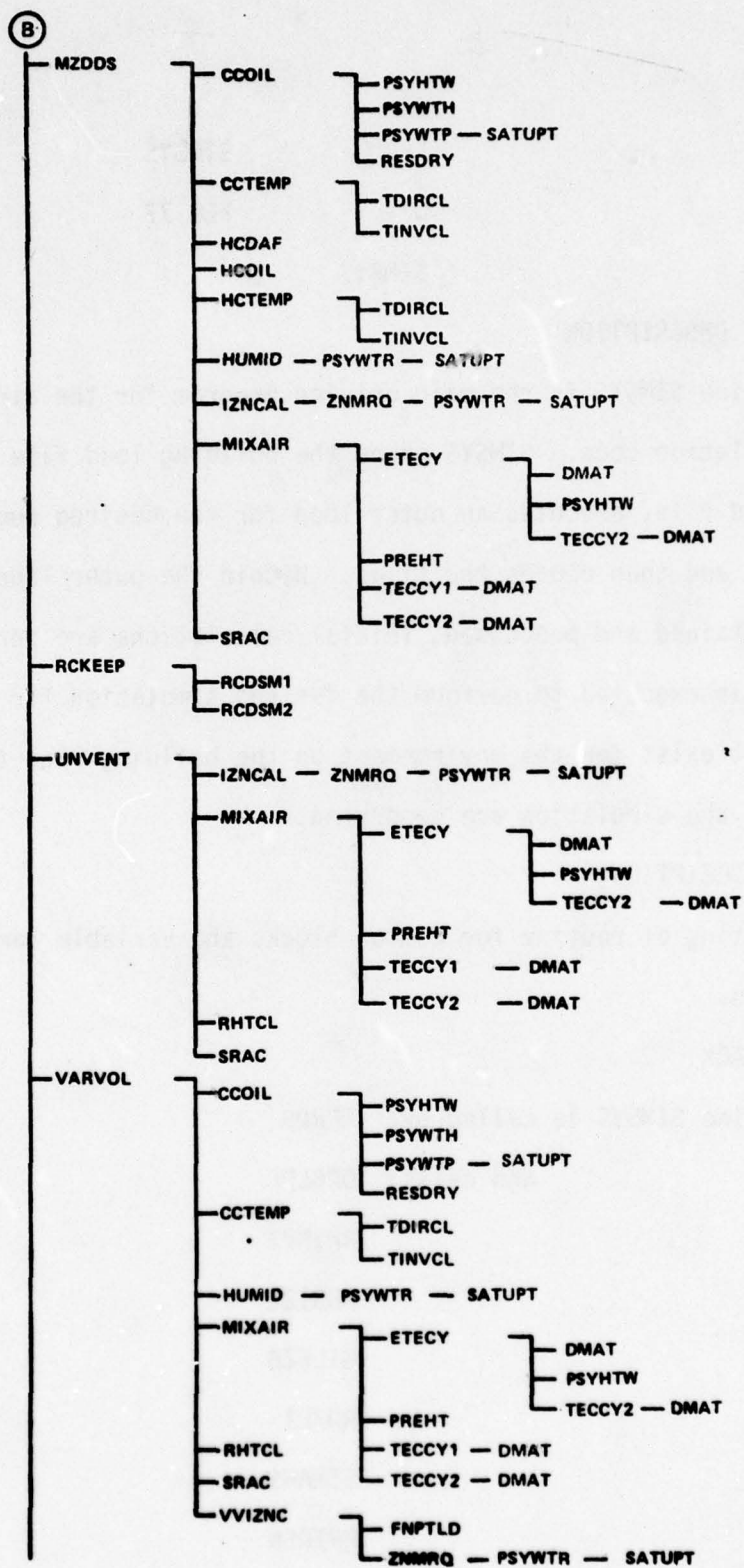 B
MZDDS
CCOIL
PSYHTW
PSYWTH
PSYWTP — SATUPT
RESDRY
CCTEMP
TDIRCL
TINVCL
HCDAF
HCOIL
HCTEMP
TDIRCL
TINVCL
HUMID — PSYWTR — SATUPT
IZNCAL — ZNMRQ — PSYWTR — SATUPT
MIXAIR
ETECY
DMAT
PSYHTW
TECCY2 — DMAT
PREHT
TECCY1 — DMAT
TECCY2 — DMAT
SRAC
RCKEEP
RCDSM1
RCDSM2
UNVENT
IZNCAL — ZNMRQ — PSYWTR — SATUPT
MIXAIR
ETECY
DMAT
PSYHTW
TECCY2 — DMAT
PREHT
TECCY1 — DMAT
TECCY2 — DMAT
RHTCL
SRAC
VARVOL
CCOIL
PSYHTW
PSYWTH
PSYWTP SATUPT
RESDRY
CCTEMP
TDIRCL
TINVCL
HUMID — PSYWTR — SATUPT
MIXAIR
ETECY
DMAT
PSYHTW
TECCY2 — DMAT
PREHT
RHTCL
TECCY1 — DMAT
SRAC
TECCY2 — DMAT
VVIZNC
FNPTLD
ZNMRQ — PSYWTR — SATUPT